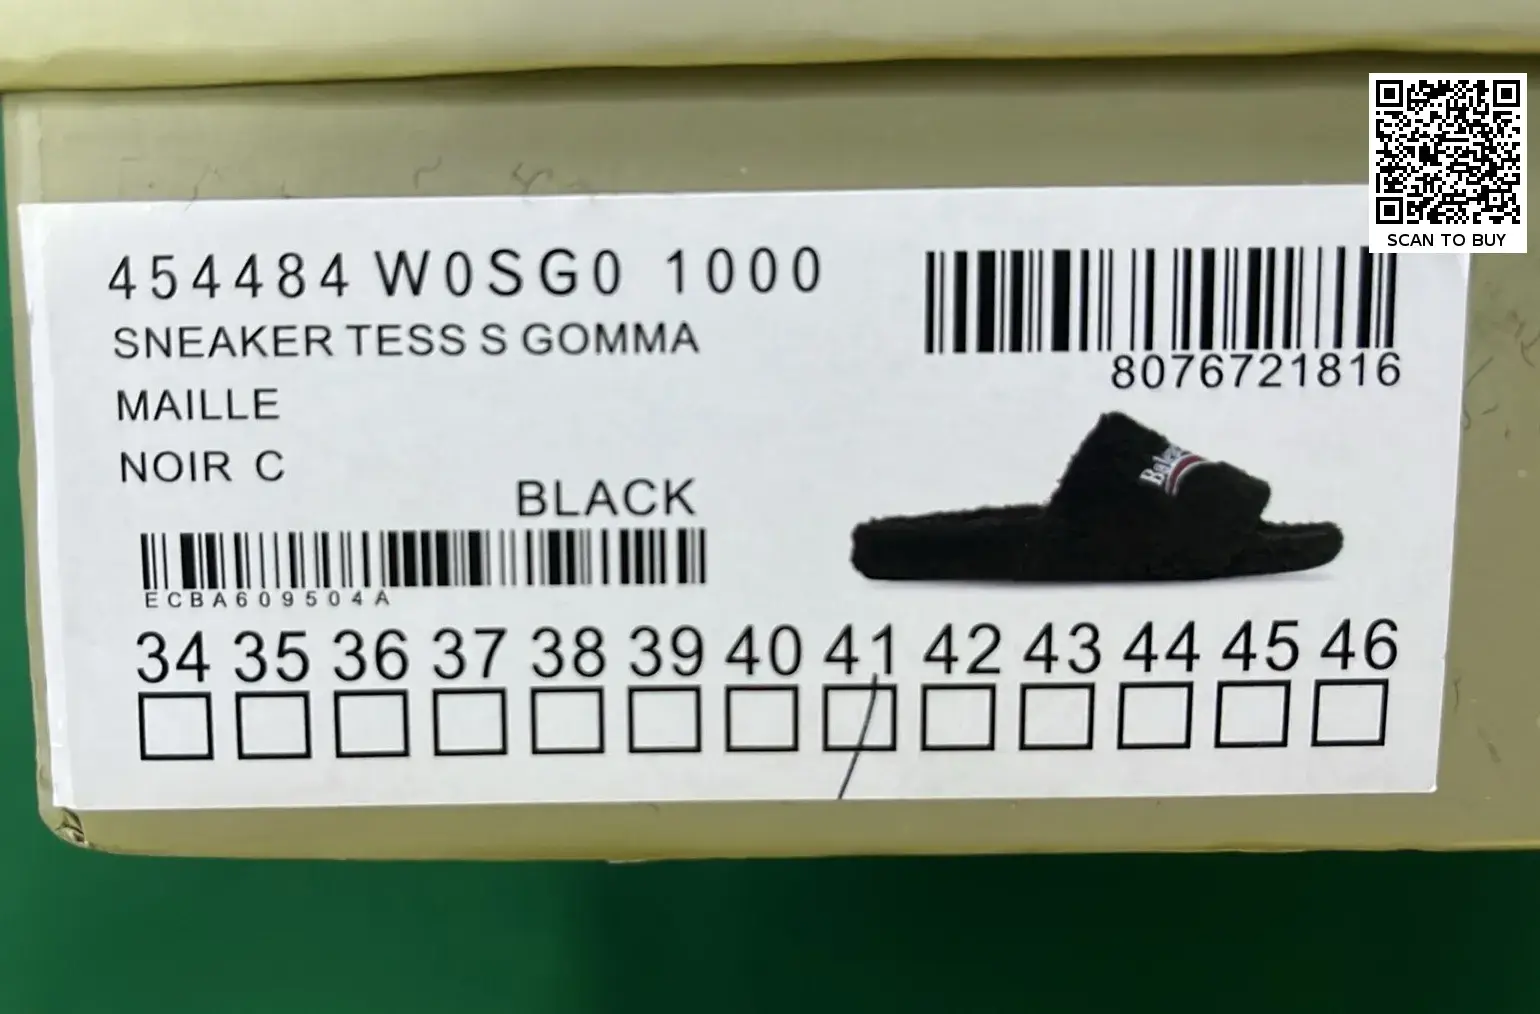 SCAN TO BUY
454484 W0SG0 1000
SNEAKER TESS S GOMMA
MAILLE
NOIR C
BLACK
8076721816
ECBA609504A
34 35 36 37 38 39 40 41 42 43 44 45 46